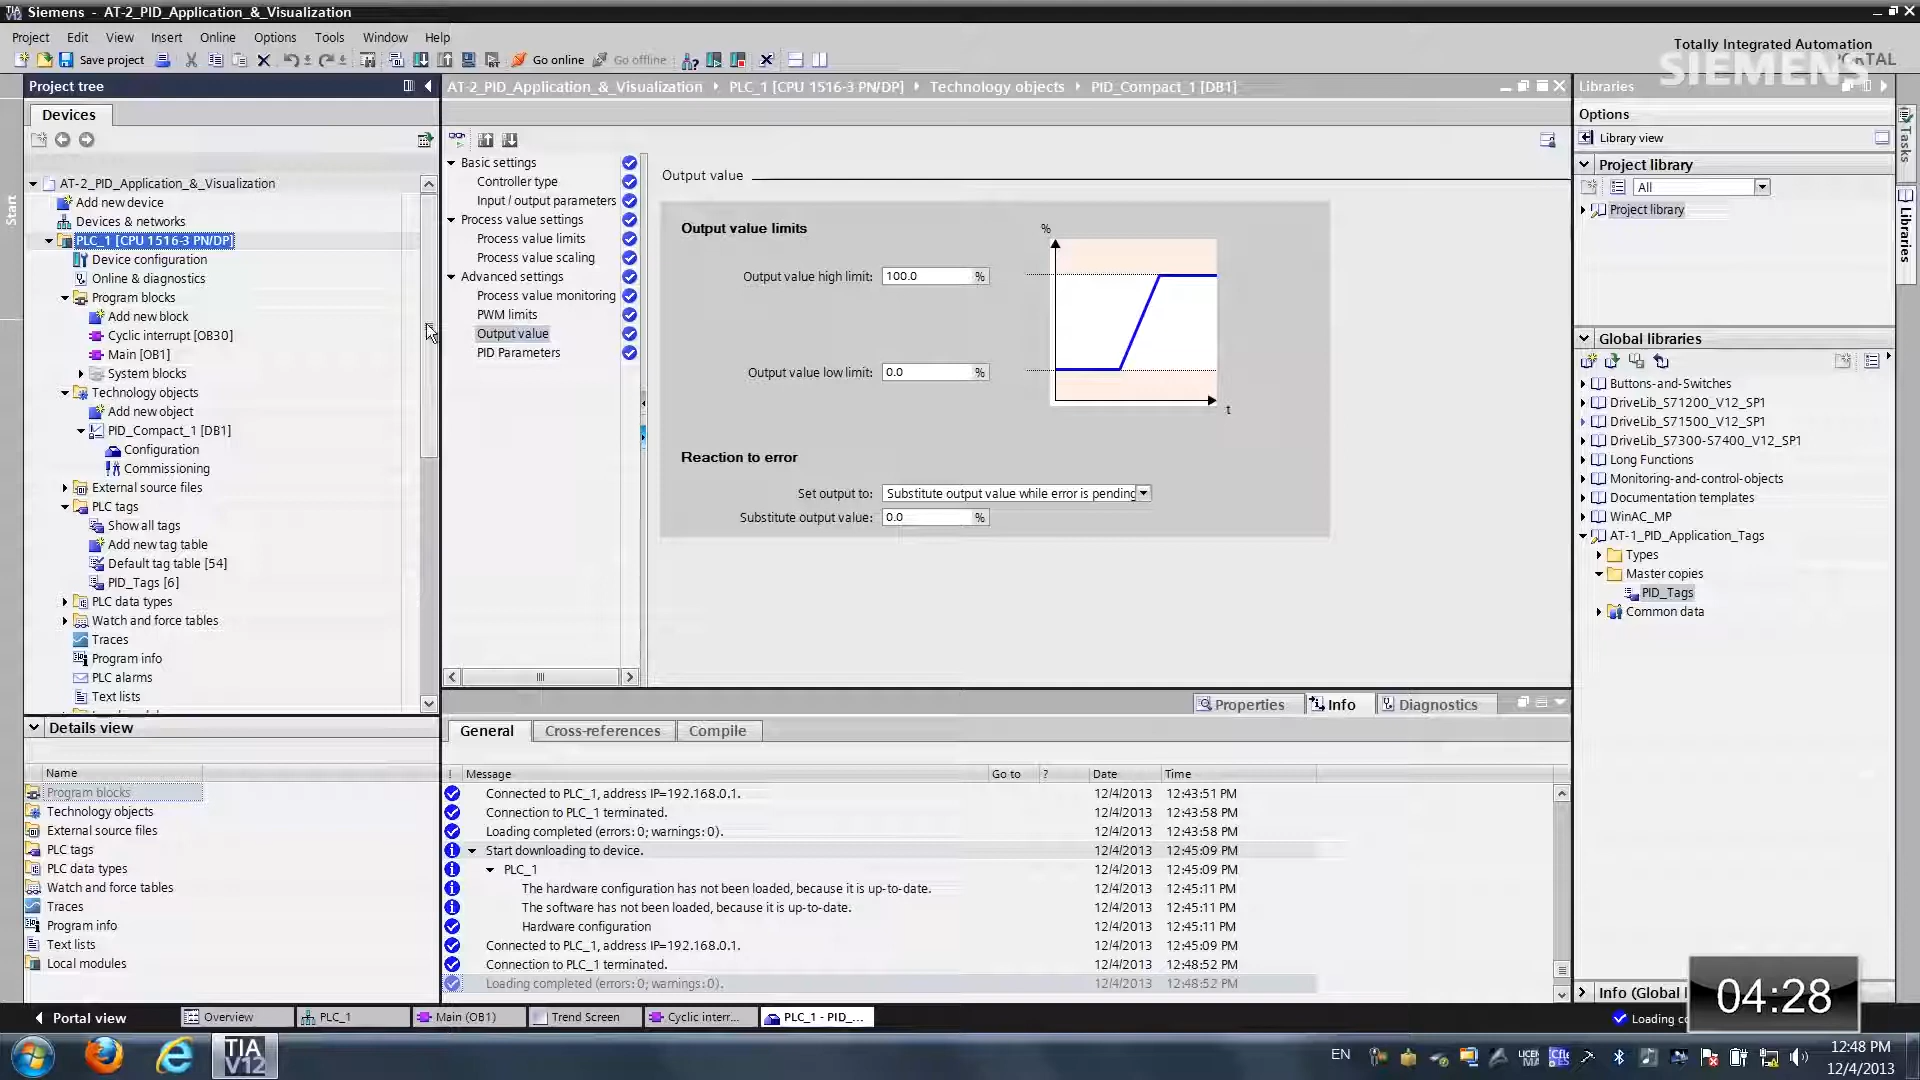 Siemens - AT-2_PID_Application_&_Visualization
Project Edit View Insert Online Options Tools Window Help
Totally Integrated Automation
PORTAL
SIEMENS
Save project
Go online
Go offline
Project tree
AT-2_PID_Application_&_Visualization PLC_1 [CPU 1516-3 PN/DP] Technology objects PID_Compact_1 [DB1]
Libraries
Devices
Start
AT-2_PID_Application_&_Visualization
Add new device
Devices & networks
PLC_1 [CPU 1516-3 PN/DP]
Device configuration
Online & diagnostics
Program blocks
Add new block
Cyclic interrupt [OB30]
Main [OB1]
System blocks
Technology objects
Add new object
PID_Compact_1 [DB1]
Configuration
Commissioning
External source files
PLC tags
Show all tags
Add new tag table
Default tag table [54]
PID_Tags [6]
PLC data types
Watch and force tables
Traces
Program info
PLC alarms
Text lists
Details view
Name
Program blocks
Technology objects
External source files
PLC tags
PLC data types
Watch and force tables
Traces
Program info
Text lists
Local modules
Basic settings
Controller type
Input / output parameters
Process value settings
Process value limits
Process value scaling
Advanced settings
Process value monitoring
PWM limits
Output value
PID Parameters
Output value
Output value limits
%
Output value high limit: 100.0 %
Output value low limit: 0.0 %
t
Reaction to error
Set output to: Substitute output value while error is pending
Substitute output value: 0.0 %
Properties Info Diagnostics
General Cross-references Compile
! Message Go to ? Date Time
Connected to PLC_1, address IP=192.168.0.1. 12/4/2013 12:43:51 PM
Connection to PLC_1 terminated. 12/4/2013 12:43:58 PM
Loading completed (errors: 0; warnings: 0). 12/4/2013 12:43:58 PM
Start downloading to device. 12/4/2013 12:45:09 PM
PLC_1 12/4/2013 12:45:09 PM
The hardware configuration has not been loaded, because it is up-to-date. 12/4/2013 12:45:11 PM
The software has not been loaded, because it is up-to-date. 12/4/2013 12:45:11 PM
Hardware configuration 12/4/2013 12:45:11 PM
Connected to PLC_1, address IP=192.168.0.1. 12/4/2013 12:45:09 PM
Connection to PLC_1 terminated. 12/4/2013 12:48:52 PM
Loading completed (errors: 0; warnings: 0). 12/4/2013 12:48:52 PM
Options
Library view
Project library
All
Project library
Global libraries
Buttons-and-Switches
DriveLib_S71200_V12_SP1
DriveLib_S71500_V12_SP1
DriveLib_S7300-S7400_V12_SP1
Long Functions
Monitoring-and-control-objects
Documentation templates
WinAC_MP
AT-1_PID_Application_Tags
Types
Master copies
PID_Tags
Common data
Info (Global l
Tasks
Libraries
04:28
Portal view Overview PLC_1 Main (OB1) Trend Screen Cyclic interr... PLC_1 - PID_...
Loading co
TIA V12
EN
12:48 PM
12/4/2013